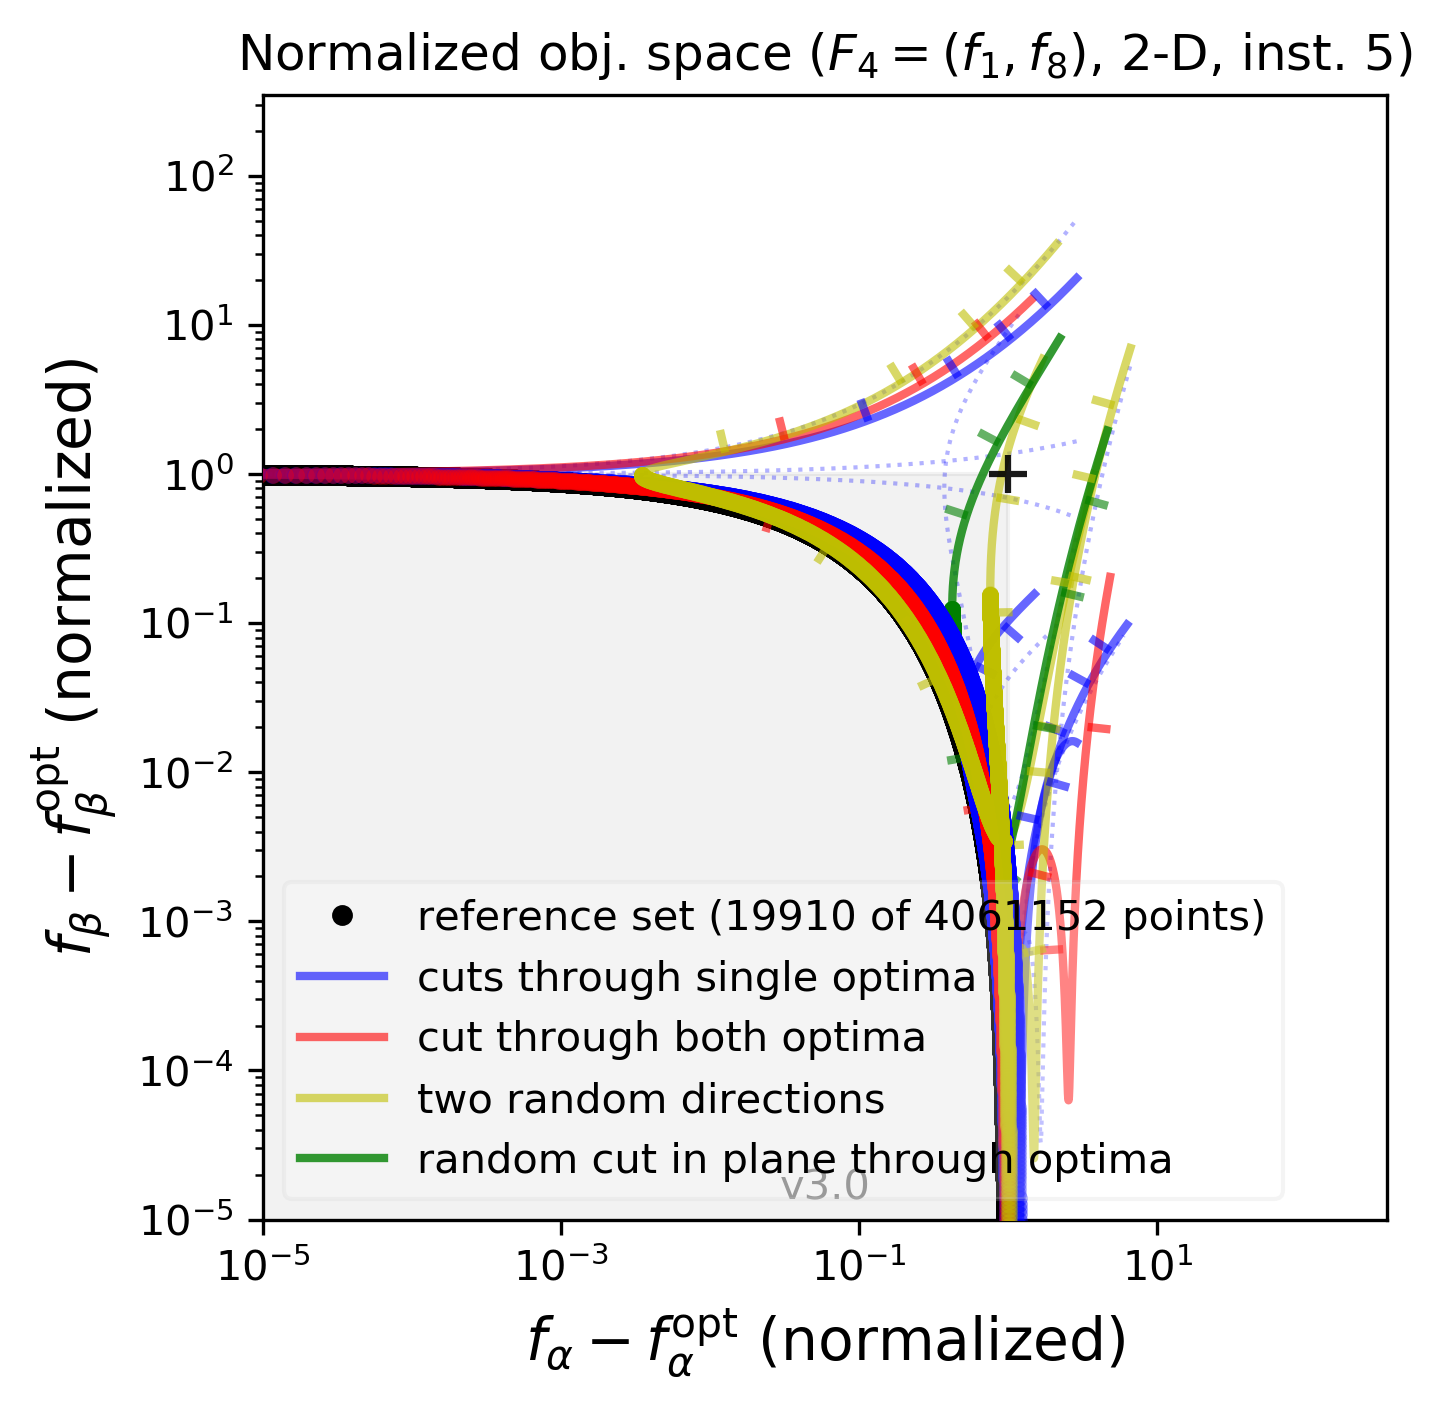 Normalized obj. space ($F_4 = (f_1, f_8)$, 2-D, inst. 5)
$f_\beta - f_\beta^{\mathrm{opt}}$ (normalized)
$10^2$
$10^1$
$10^0$
$10^{-1}$
$10^{-2}$
$10^{-3}$
$10^{-4}$
$10^{-5}$
reference set (19910 of 4061152 points)
cuts through single optima
cut through both optima
two random directions
random cut in plane through optima
v3.0
$10^{-5}$ $10^{-3}$ $10^{-1}$ $10^1$
$f_\alpha - f_\alpha^{\mathrm{opt}}$ (normalized)